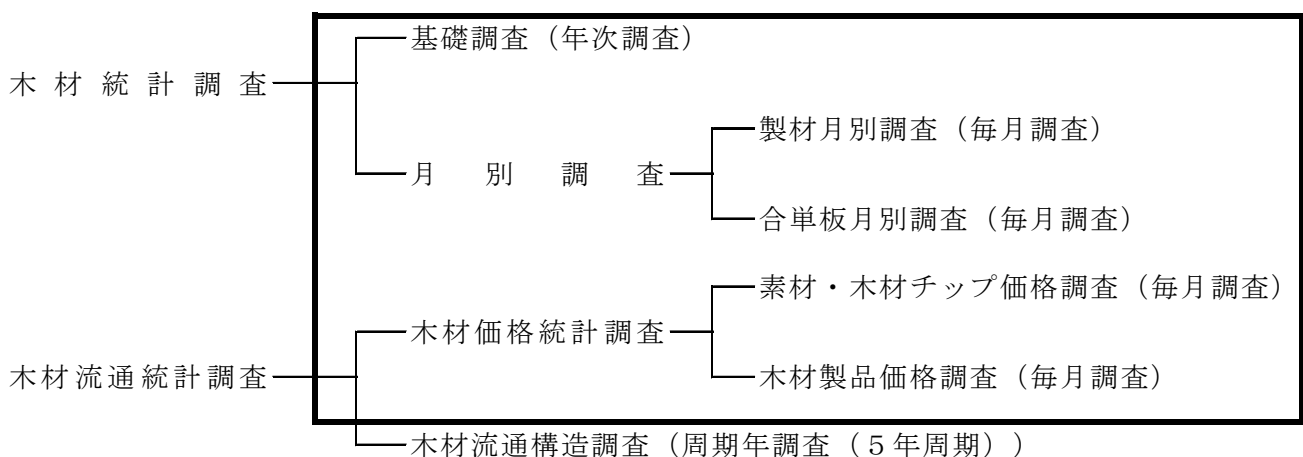 基礎調査（年次調査）
木材統計調査
製材月別調査（毎月調査）
月別調査
合単板月別調査（毎月調査）
素材・木材チップ価格調査（毎月調査）
木材価格統計調査
木材流通統計調査
木材製品価格調査（毎月調査）
木材流通構造調査（周期年調査（５年周期））